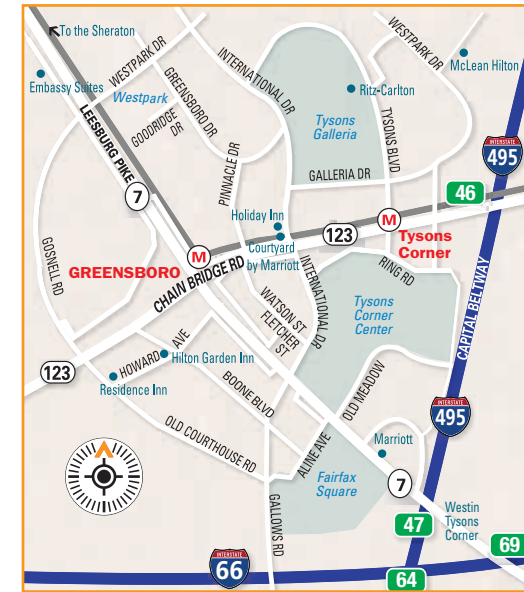 To the Sheraton
WESTPARK DR
INTERNATIONAL DR
WESTPARK DR
McLean Hilton
Embassy Suites
Westpark
GREENSBORO DR
GOODRIDGE
DR
Ritz-Carlton
LEESBURG PIKE
Tysons
Galleria
TYSONS BLVD
INTERSTATE
495
PINNACLE DR
GALLERIA DR
7
46
Holiday Inn
123
M
Tysons
Corner
GOSNELL RD
M
GREENSBORO
Courtyard
by Marriott
CHAIN BRIDGE RD
RING RD
INTERNATIONAL DR
WATSON ST
FLETCHER
ST
Tysons
Corner
Center
CAPITAL BELTWAY
HOWARD AVE
Hilton Garden Inn
123
Residence Inn
BOONE BLVD
OLD MEADOW
INTERSTATE
495
OLD COURTHOUSE RD
ALINE AVE
Marriott
Fairfax
Square
7
GALLOWS RD
Westin
Tysons
Corner
47
69
INTERSTATE
66
64